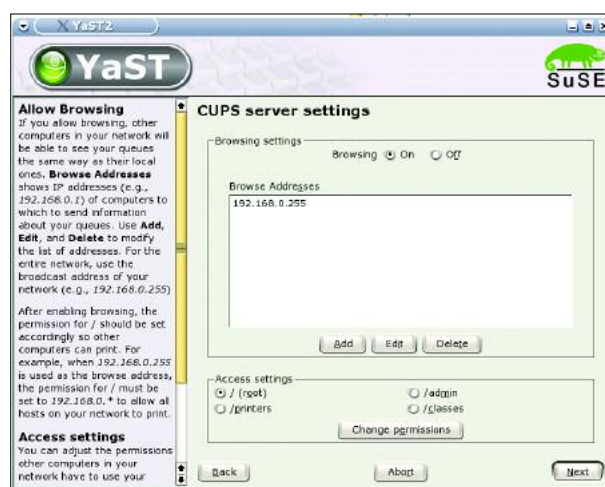 YaST2
YaST
SuSE
Allow Browsing
If you allow browsing, other
computers in your network will
be able to see your queues
the same way as their local
ones. Browse Addresses
shows IP addresses (e.g.,
192.168.0.1) of computers to
which to send information
about your queues. Use Add,
Edit, and Delete to modify
the list of addresses. For the
entire network, use the
broadcast address of your
network (e.g., 192.168.0.255)
After enabling browsing, the
permission for / should be set
accordingly so other
computers can print. For
example, when 192.168.0.255
is used as the browse address,
the permission for / must be
set to 192.168.0.* to allow all
hosts on your network to print.
Access settings
You can adjust the permissions
other computers in your
network have to use your
CUPS server settings
Browsing settings
Browsing On Off
Browse Addresses
192.168.0.255
Add Edit Delete
Access settings
/ (root) /admin
/printers /classes
Change permissions
Back Abort Next